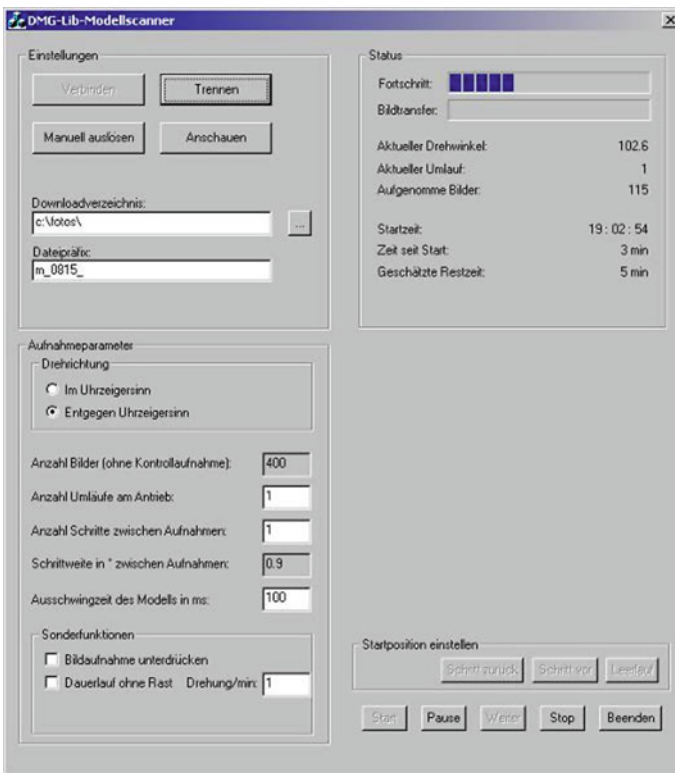 DMG-Lib-Modellscanner
Einstellungen
Verbinden
Trennen
Manuell auslösen
Anschauen
Downloadverzeichnis:
c:\fotos\
...
Dateipräfix:
m_0815_
Status
Fortschritt:
Bildtransfer:
Aktueller Drehwinkel: 102.6
Aktueller Umlauf: 1
Aufgenomme Bilder: 115
Startzeit: 19:02:54
Zeit seit Start: 3 min
Geschätzte Restzeit: 5 min
Aufnahmeparameter
Drehrichtung
Im Uhrzeigersinn
Entgegen Uhrzeigersinn
Anzahl Bilder (ohne Kontrollaufnahme): 400
Anzahl Umläufe am Antrieb: 1
Anzahl Schritte zwischen Aufnahmen: 1
Schrittweite in ° zwischen Aufnahmen: 0.9
Ausschwingzeit des Modells in ms: 100
Sonderfunktionen
Bildaufnahme unterdrücken
Dauerlauf ohne Rast Drehung/min: 1
Startposition einstellen
Schritt zurück Schritt vor Leerlauf
Start Pause Weiter Stop Beenden